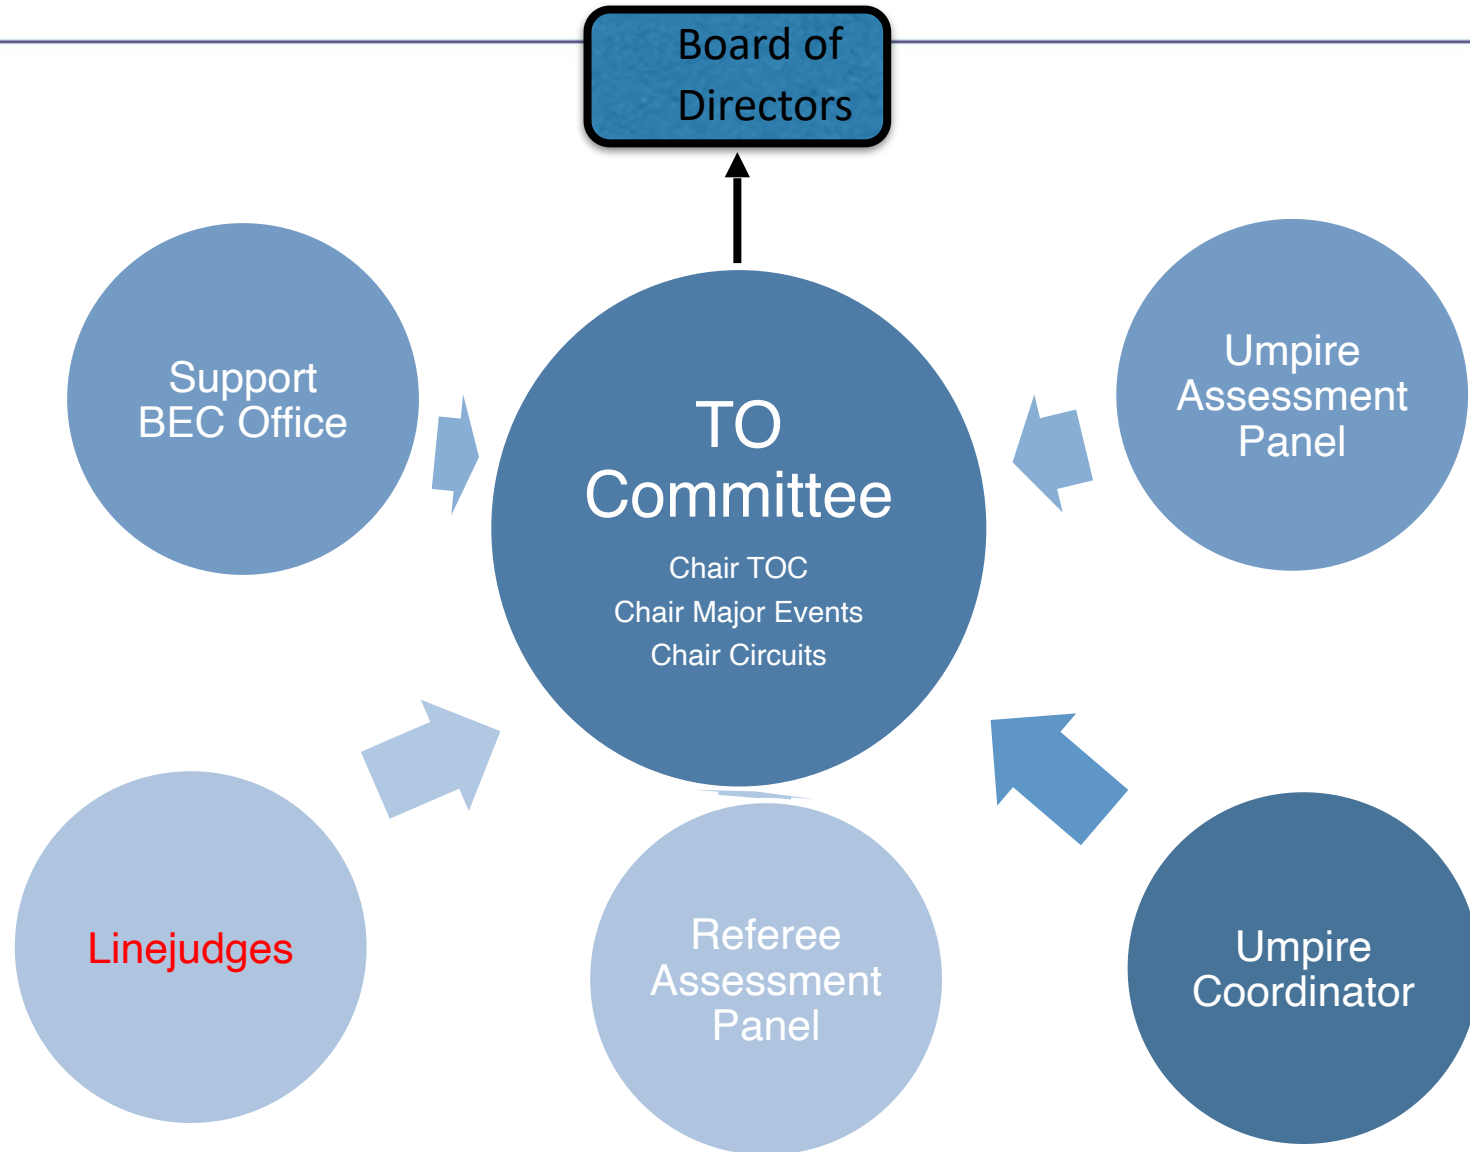 Board of
Directors
Support
BEC Office
TO
Committee
Chair TOC
Chair Major Events
Chair Circuits
Umpire
Assessment
Panel
Linejudges
Referee
Assessment
Panel
Umpire
Coordinator